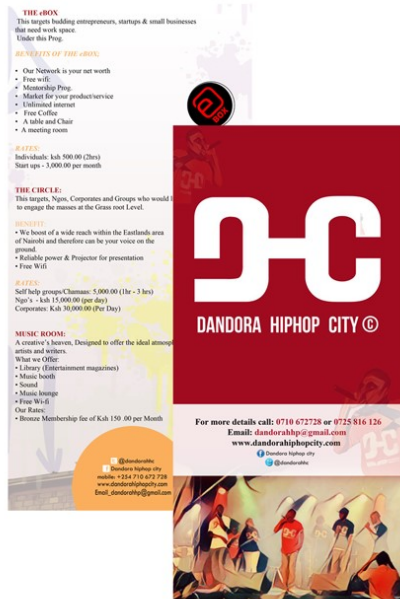 THE eBOX
This targets budding entrepreneurs, startups & small businesses
that need work space.
Under this Prog.
BENEFITS OF THE eBOX;
• Our Network is your net worth
• Free wifi:
• Mentorship Prog.
• Market for your product/service
• Unlimited internet
• Free Coffee
• A table and Chair
• A meeting room
RATES:
Individuals: ksh 500.00 (2hrs)
Start ups - 3,000.00 per month
THE CIRCLE:
This targets, Ngos, Corporates and Groups who would l
to engage the masses at the Grass root Level.
BENEFIT:
• We boost of a wide reach within the Eastlands area
of Nairobi and therefore can be your voice on the
ground.
• Reliable power & Projector for presentation
• Free Wifi
RATES:
Self help groups/Chamaas: 5,000.00 (1hr - 3 hrs)
Ngo's - ksh 15,000.00 (per day)
Corporates: Ksh 30,000.00 (Per Day)
MUSIC ROOM:
A creative's heaven, Designed to offer the ideal atmosph
artists and writers.
What we Offer:
• Library (Entertainment magazines)
• Music booth
• Sound
• Music lounge
• Free Wi-fi
Our Rates:
• Bronze Membership fee of Ksh 150 .00 per Month
@dandorahhc
Dandora hiphop city
mobile: +254 710 672 728
www.dandorahiphopcity.com
Email_dandorahhp@gmail.com
e
BOX
DHC
DANDORA HIPHOP CITY ©
For more details call: 0710 672728 or 0725 816 126
Email: dandorahhp@gmail.com
www.dandorahiphopcity.com
Dandora hiphop city
@dandorahhc